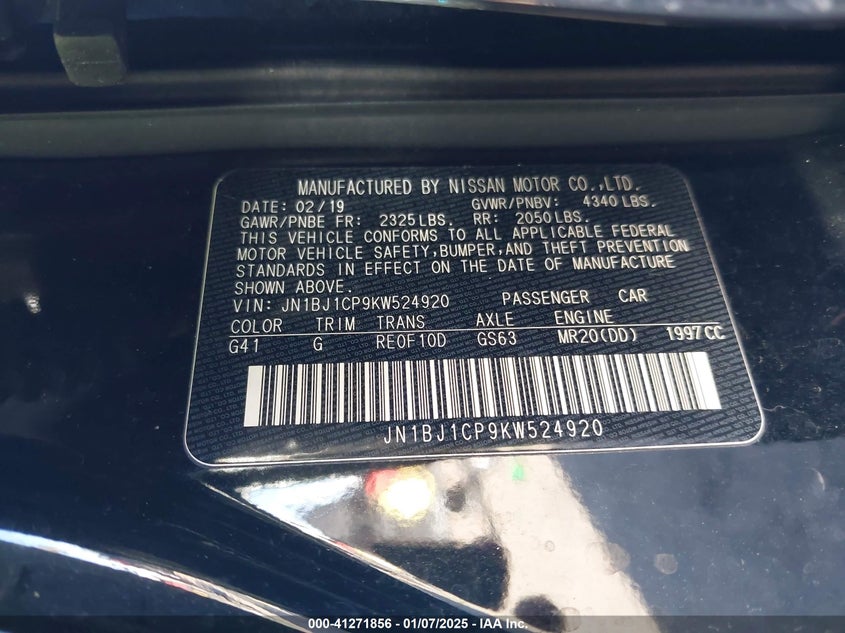 MANUFACTURED BY NISSAN MOTOR CO.,LTD.
DATE: 02/19 GVWR/PNBV: 4340 LBS.
GAWR/PNBE FR: 2325 LBS. RR: 2050 LBS.
THIS VEHICLE CONFORMS TO ALL APPLICABLE FEDERAL
MOTOR VEHICLE SAFETY,BUMPER,AND THEFT PREVENTION
STANDARDS IN EFFECT ON THE DATE OF MANUFACTURE
SHOWN ABOVE.
VIN: JN1BJ1CP9KW524920 PASSENGER CAR
COLOR TRIM TRANS AXLE ENGINE
G41 G RE0F10D GS63 MR20(DD) 1997CC
JN1BJ1CP9KW524920
000-41271856 | 01/07/2025 | IAA Inc.